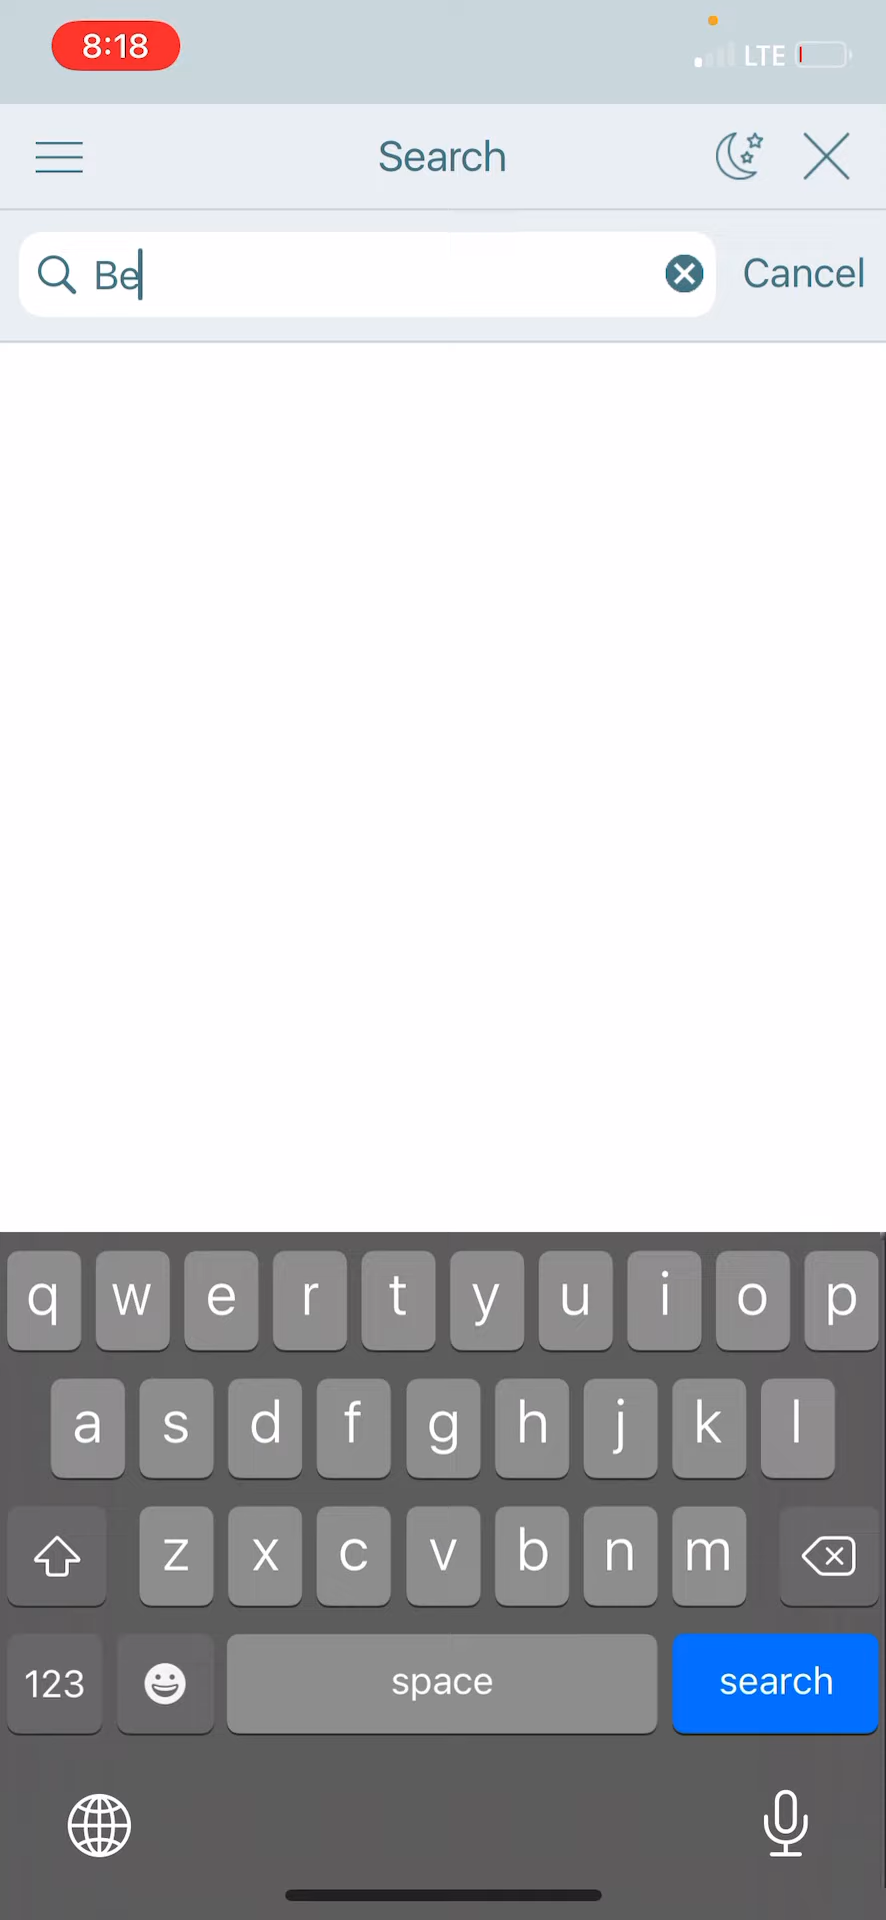 8:18 LTE
Search
Be Cancel
q w e r t y u i o p
a s d f g h j k l
z x c v b n m
123 space search